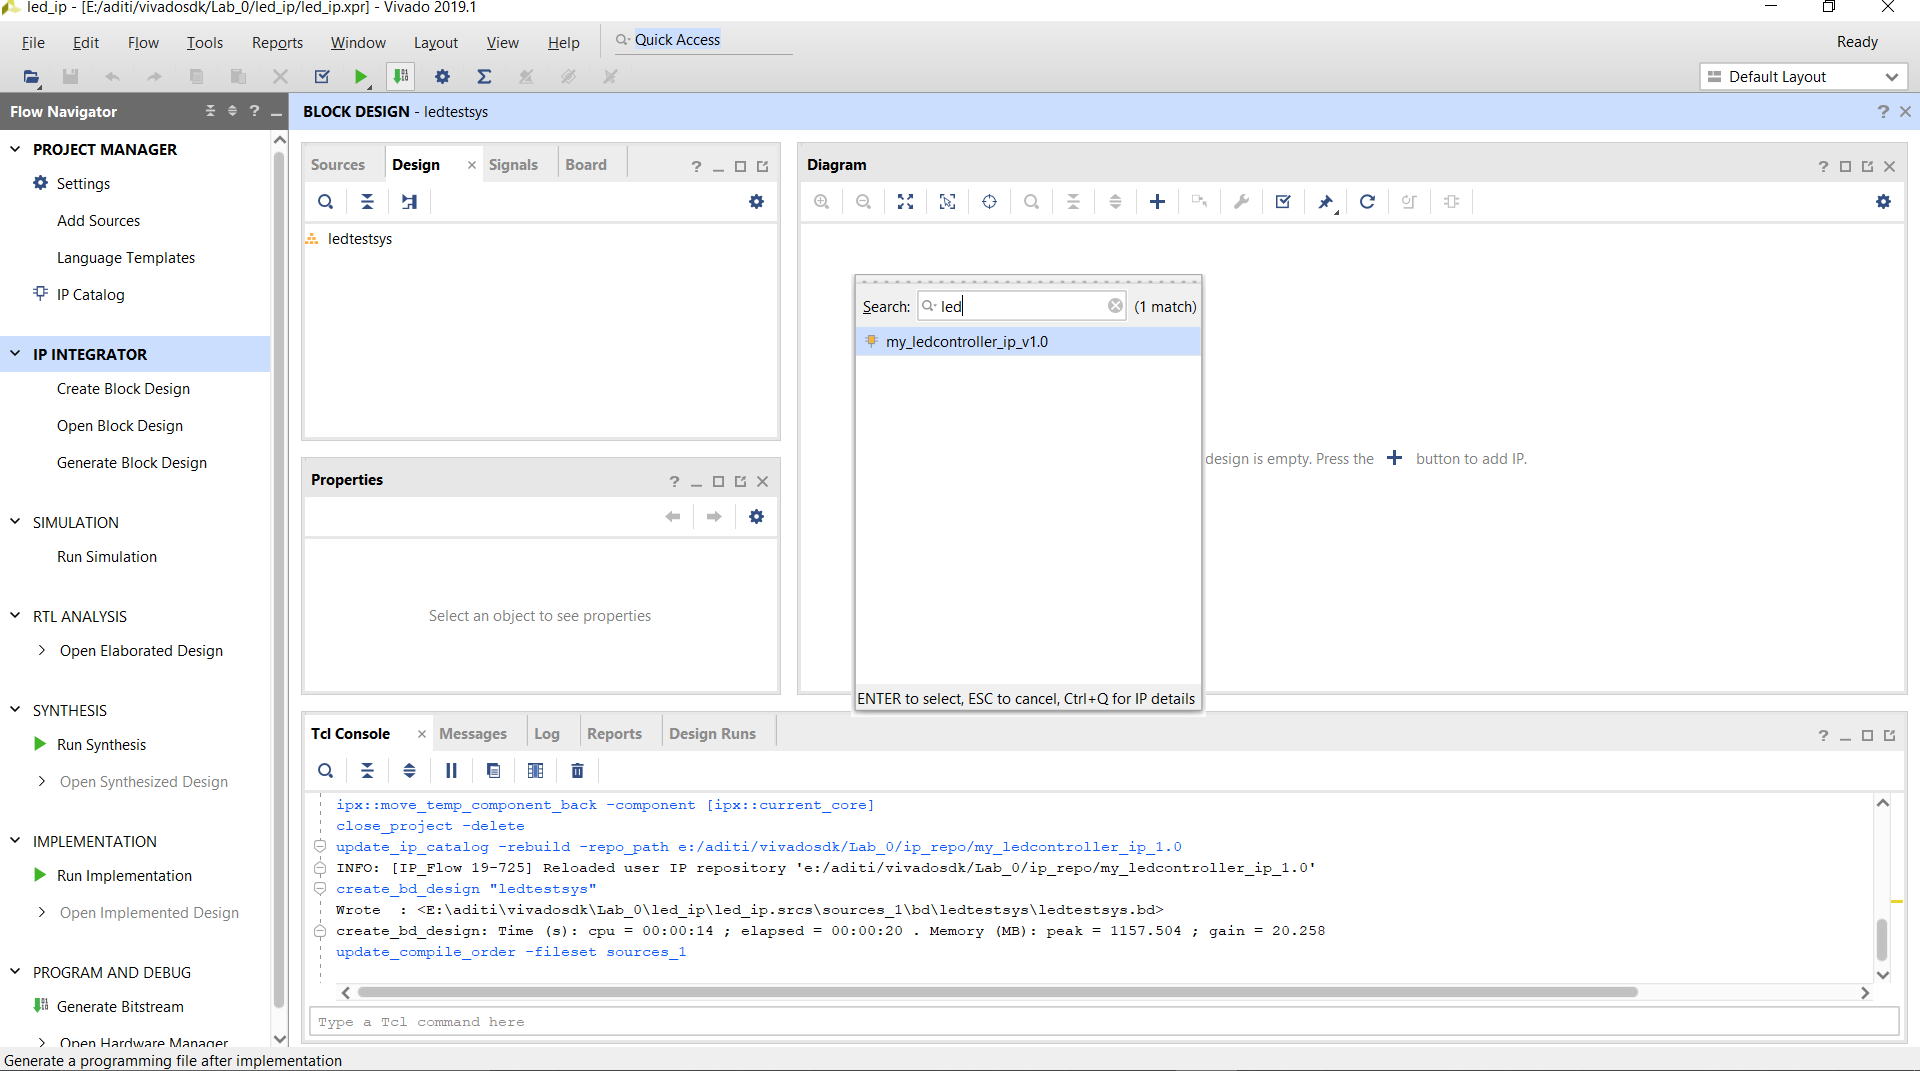 led_ip - [E:/aditi/vivadosdk/Lab_0/led_ip/led_ip.xpr] - Vivado 2019.1
File Edit Flow Tools Reports Window Layout View Help Quick Access Ready
Default Layout
Flow Navigator
PROJECT MANAGER
Settings
Add Sources
Language Templates
IP Catalog
IP INTEGRATOR
Create Block Design
Open Block Design
Generate Block Design
SIMULATION
Run Simulation
RTL ANALYSIS
Open Elaborated Design
SYNTHESIS
Run Synthesis
Open Synthesized Design
IMPLEMENTATION
Run Implementation
Open Implemented Design
PROGRAM AND DEBUG
Generate Bitstream
Open Hardware Manager
BLOCK DESIGN - ledtestsys
Sources Design Signals Board
ledtestsys
Properties
Select an object to see properties
Diagram
design is empty. Press the button to add IP.
Search: led (1 match)
my_ledcontroller_ip_v1.0
ENTER to select, ESC to cancel, Ctrl+Q for IP details
Tcl Console Messages Log Reports Design Runs
ipx::move_temp_component_back -component [ipx::current_core]
close_project -delete
update_ip_catalog -rebuild -repo_path e:/aditi/vivadosdk/Lab_0/ip_repo/my_ledcontroller_ip_1.0
INFO: [IP_Flow 19-725] Reloaded user IP repository 'e:/aditi/vivadosdk/Lab_0/ip_repo/my_ledcontroller_ip_1.0'
create_bd_design "ledtestsys"
Wrote : <E:\aditi\vivadosdk\Lab_0\led_ip\led_ip.srcs\sources_1\bd\ledtestsys\ledtestsys.bd>
create_bd_design: Time (s): cpu = 00:00:14 ; elapsed = 00:00:20 . Memory (MB): peak = 1157.504 ; gain = 20.258
update_compile_order -fileset sources_1
Type a Tcl command here
Generate a programming file after implementation